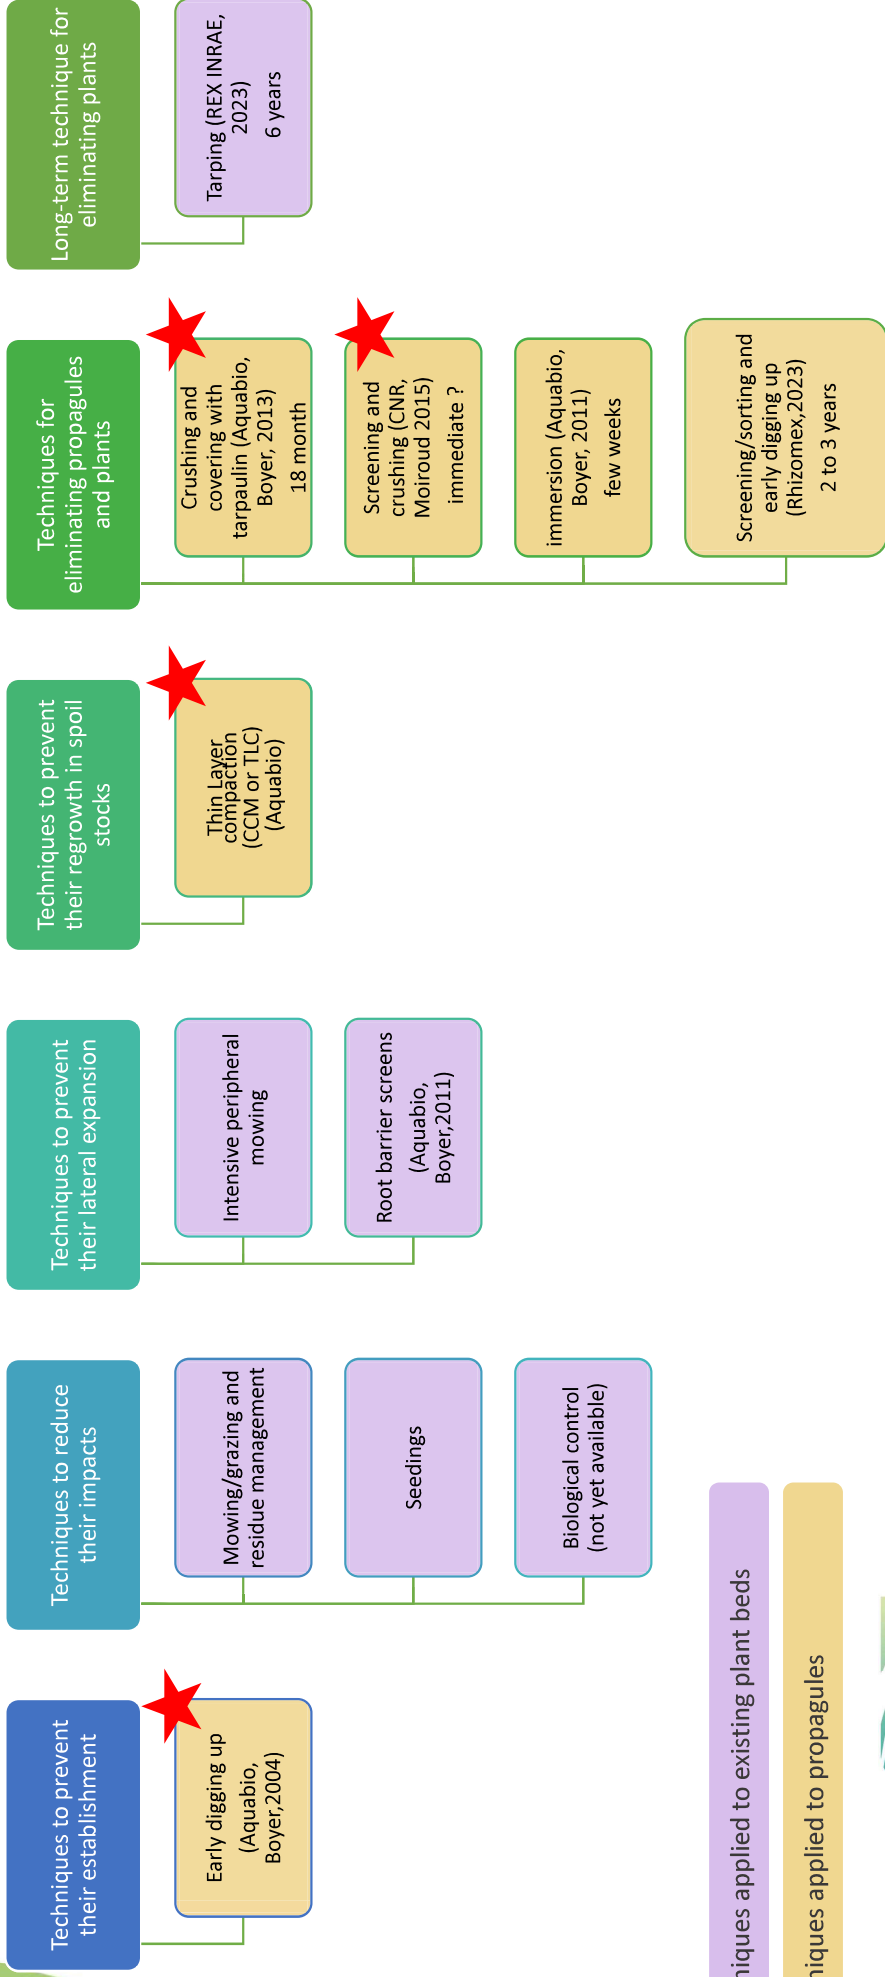 Techniques to prevent
their establishment
Early digging up
(Aquabio,
Boyer,2004)
Techniques to reduce
their impacts
Mowing/grazing and
residue management
Seedings
Biological control
(not yet available)
Techniques to prevent
their lateral expansion
Intensive peripheral
mowing
Root barrier screens
(Aquabio,
Boyer,2011)
Techniques to prevent
their regrowth in spoil
stocks
Thin Layer
compaction
(CCM or TLC)
(Aquabio)
Techniques for
eliminating propagules
and plants
Crushing and
covering with
tarpaulin (Aquabio,
Boyer, 2013)
18 month
Screening and
crushing (CNR,
Moiroud 2015)
immediate ?
immersion (Aquabio,
Boyer, 2011)
few weeks
Screening/sorting and
early digging up
(Rhizomex,2023)
2 to 3 years
Long-term technique for
eliminating plants
Tarping (REX INRAE,
2023)
6 years
niques applied to existing plant beds
niques applied to propagules